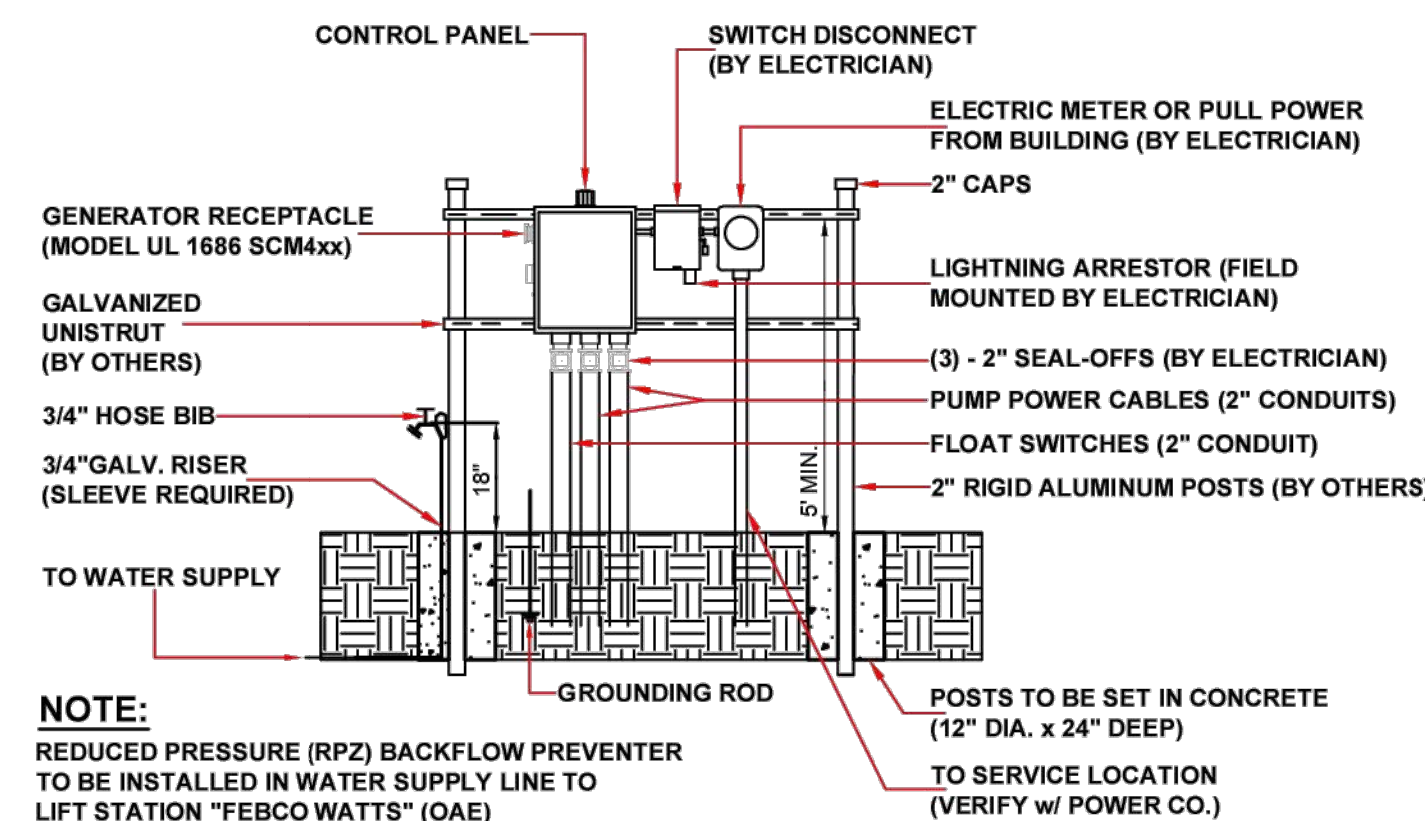 CONTROL PANEL
SWITCH DISCONNECT
(BY ELECTRICIAN)
ELECTRIC METER OR PULL POWER
FROM BUILDING (BY ELECTRICIAN)
2" CAPS
GENERATOR RECEPTACLE
(MODEL UL 1686 SCM4xx)
LIGHTNING ARRESTOR (FIELD
MOUNTED BY ELECTRICIAN)
GALVANIZED
UNISTRUT
(BY OTHERS)
(3) - 2" SEAL-OFFS (BY ELECTRICIAN)
PUMP POWER CABLES (2" CONDUITS)
3/4" HOSE BIB
FLOAT SWITCHES (2" CONDUIT)
3/4"GALV. RISER
(SLEEVE REQUIRED)
18"
5' MIN.
2" RIGID ALUMINUM POSTS (BY OTHERS)
TO WATER SUPPLY
GROUNDING ROD
POSTS TO BE SET IN CONCRETE
(12" DIA. x 24" DEEP)
TO SERVICE LOCATION
(VERIFY w/ POWER CO.)
NOTE:
REDUCED PRESSURE (RPZ) BACKFLOW PREVENTER
TO BE INSTALLED IN WATER SUPPLY LINE TO
LIFT STATION "FEBCO WATTS" (OAE)